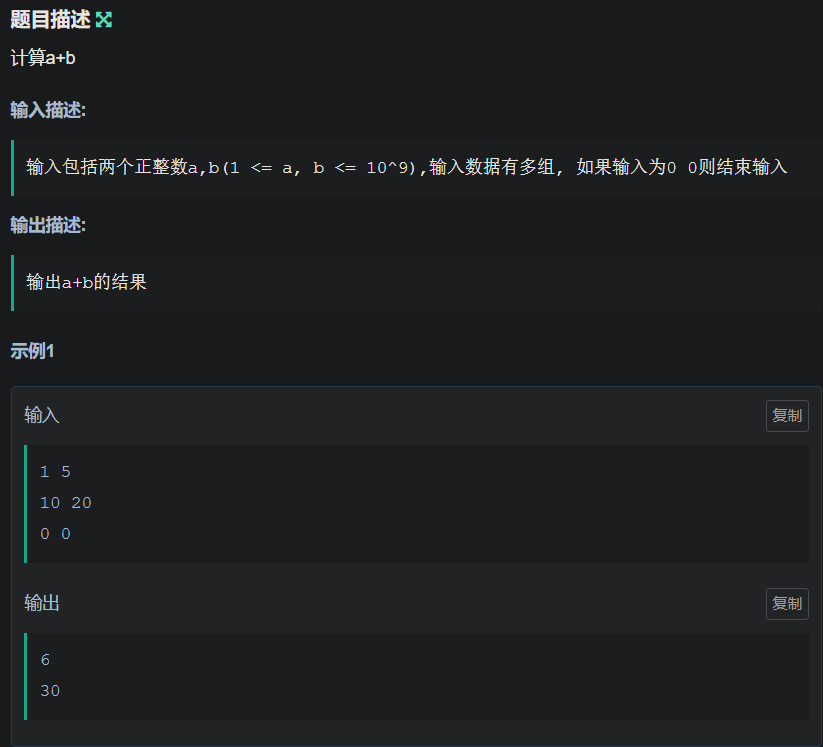 题目描述
计算a+b
输入描述:
输入包括两个正整数a,b(1 <= a, b <= 10^9),输入数据有多组, 如果输入为0 0则结束输入
输出描述:
输出a+b的结果
示例1
输入
复制
1 5
10 20
0 0
输出
复制
6
30